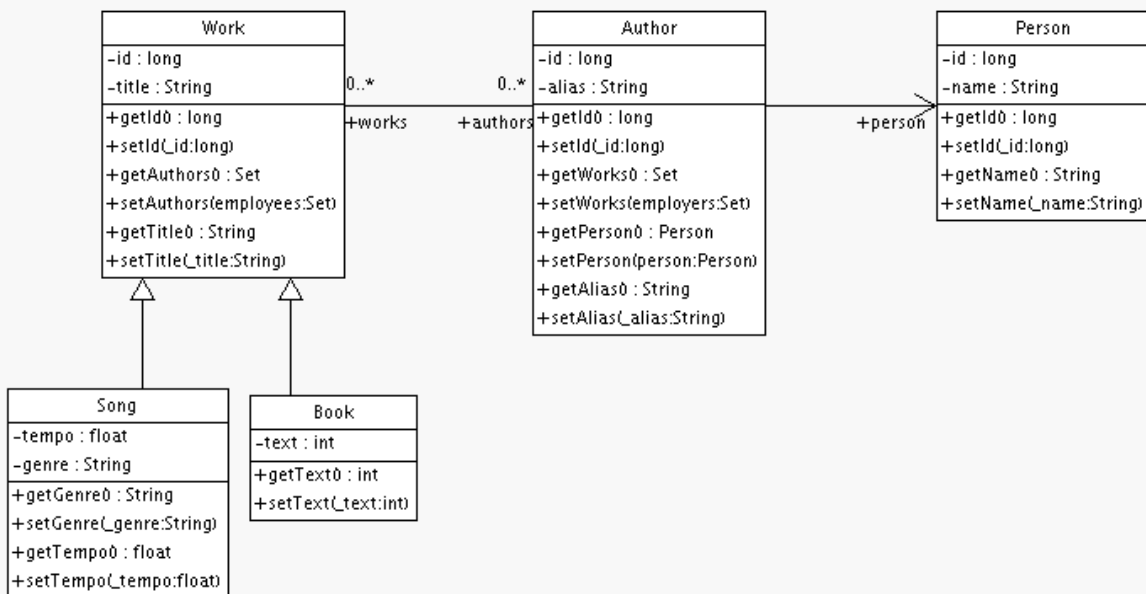 Work
-id : long
-title : String
+getId() : long
+setId(_id:long)
+getAuthors() : Set
+setAuthors(employees:Set)
+getTitle() : String
+setTitle(_title:String)
0..*
+works
0..*
+authors
Author
-id : long
-alias : String
+getId() : long
+setId(_id:long)
+getWorks() : Set
+setWorks(employers:Set)
+getPerson() : Person
+setPerson(person:Person)
+getAlias() : String
+setAlias(_alias:String)
+person
Person
-id : long
-name : String
+getId() : long
+setId(_id:long)
+getName() : String
+setName(_name:String)
Song
-tempo : float
-genre : String
+getGenre() : String
+setGenre(_genre:String)
+getTempo() : float
+setTempo(_tempo:float)
Book
-text : int
+getText() : int
+setText(_text:int)